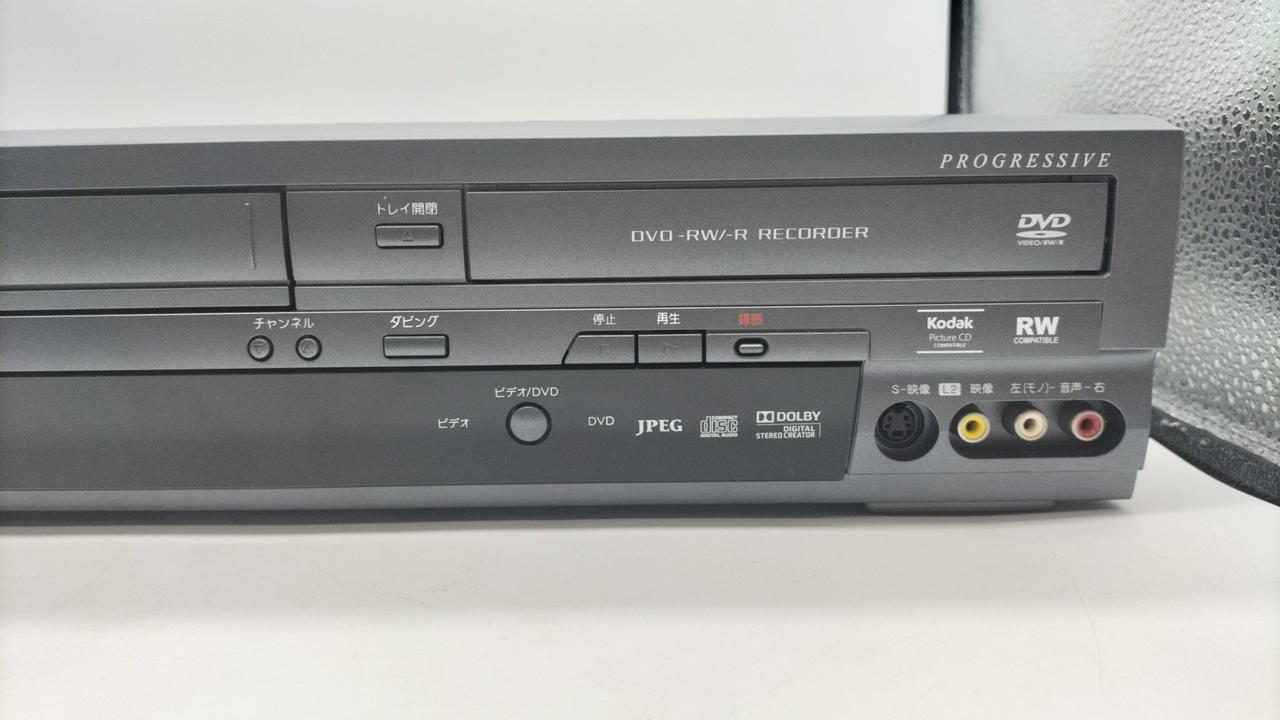 PROGRESSIVE
トレイ開閉
DVD-RW/-R RECORDER
DVD
VIDEO/RW/R
チャンネル
ダビング
停止
再生
録画
Kodak
Picture CD
COMPATIBLE
RW
COMPATIBLE
ビデオ/DVD
ビデオ
DVD
JPEG
COMPACT
disc
DIGITAL AUDIO
DOLBY
DIGITAL
STEREO CREATOR
S-映像 L2 映像 左(モノ)-音声-右